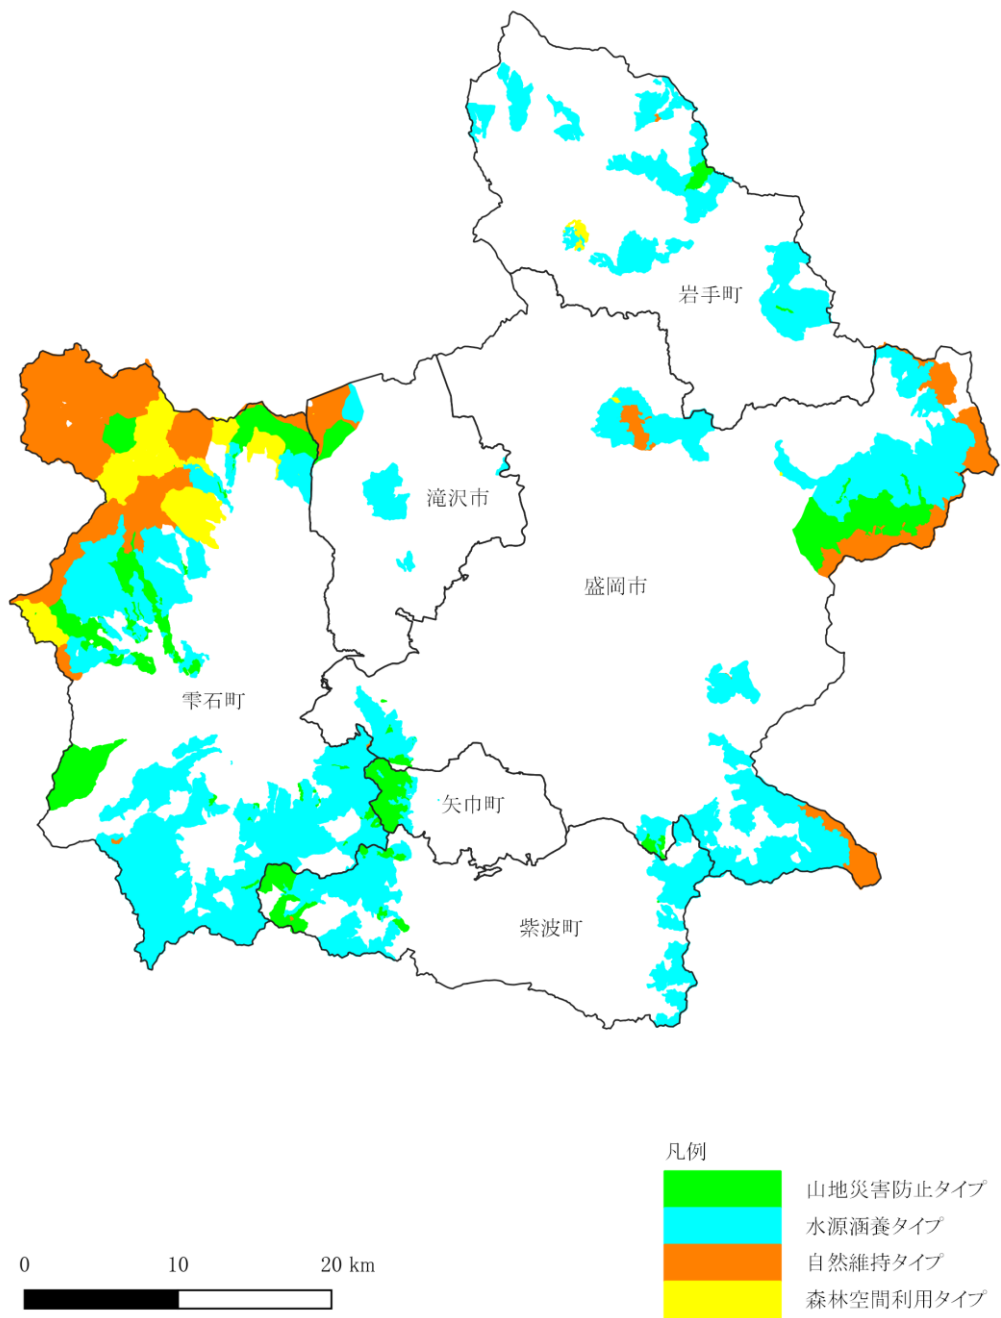 岩手町
滝沢市
盛岡市
雫石町
矢巾町
紫波町
凡例
山地災害防止タイプ
水源涵養タイプ
自然維持タイプ
森林空間利用タイプ
0 10 20 km